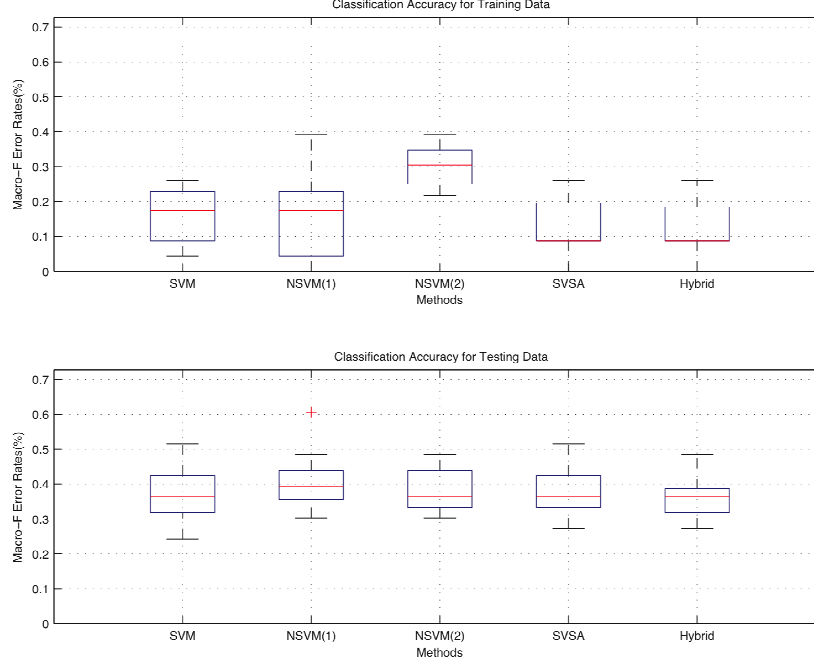 Classification Accuracy for Training Data
0.7
0.6
0.5
0.4
0.3
0.2
0.1
0
Macro-F Error Rates(%)
SVM NSVM(1) NSVM(2) SVSA Hybrid
Methods
Classification Accuracy for Testing Data
0.7
0.6
0.5
0.4
0.3
0.2
0.1
0
Macro-F Error Rates(%)
SVM NSVM(1) NSVM(2) SVSA Hybrid
Methods